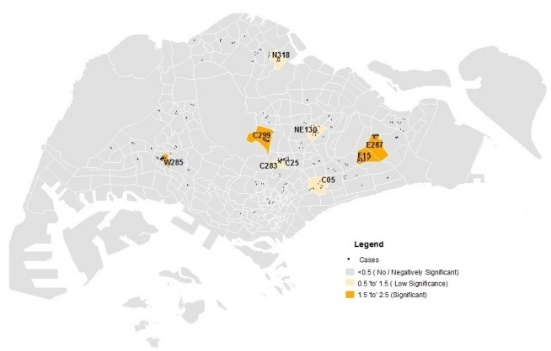 N318
C299
NE130
E267
E15
W285
C283
C25
C05
Legend
Cases
<0.5 ( No / Negatively Significant)
0.5 'to' 1.5 ( Low Significance)
1.5 'to' 2.5 (Significant)